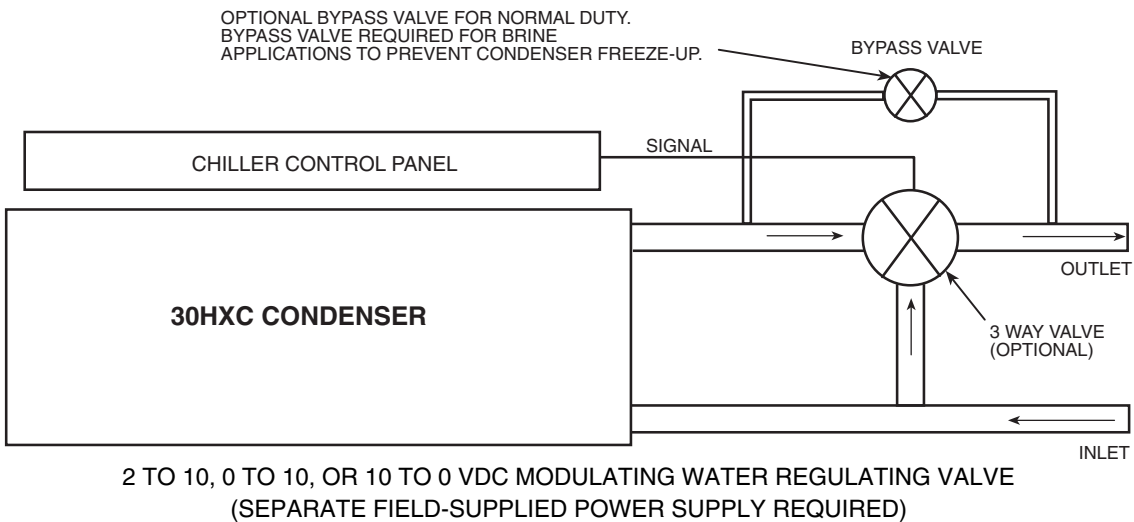 OPTIONAL BYPASS VALVE FOR NORMAL DUTY.
BYPASS VALVE REQUIRED FOR BRINE
APPLICATIONS TO PREVENT CONDENSER FREEZE-UP.
BYPASS VALVE
CHILLER CONTROL PANEL
SIGNAL
OUTLET
30HXC CONDENSER
3 WAY VALVE
(OPTIONAL)
INLET
2 TO 10, 0 TO 10, OR 10 TO 0 VDC MODULATING WATER REGULATING VALVE
(SEPARATE FIELD-SUPPLIED POWER SUPPLY REQUIRED)